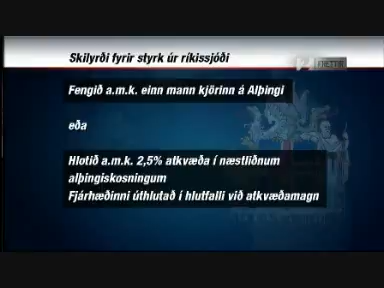 Skilyrði fyrir styrk úr ríkissjóði
FRÉTTIR
Fengið a.m.k. einn mann kjörinn á Alþingi
eða
Hlotið a.m.k. 2,5% atkvæða í næstliðnum
alþingiskosningum
Fjárhæðinni úthlutað í hlutfalli við atkvæðamagn